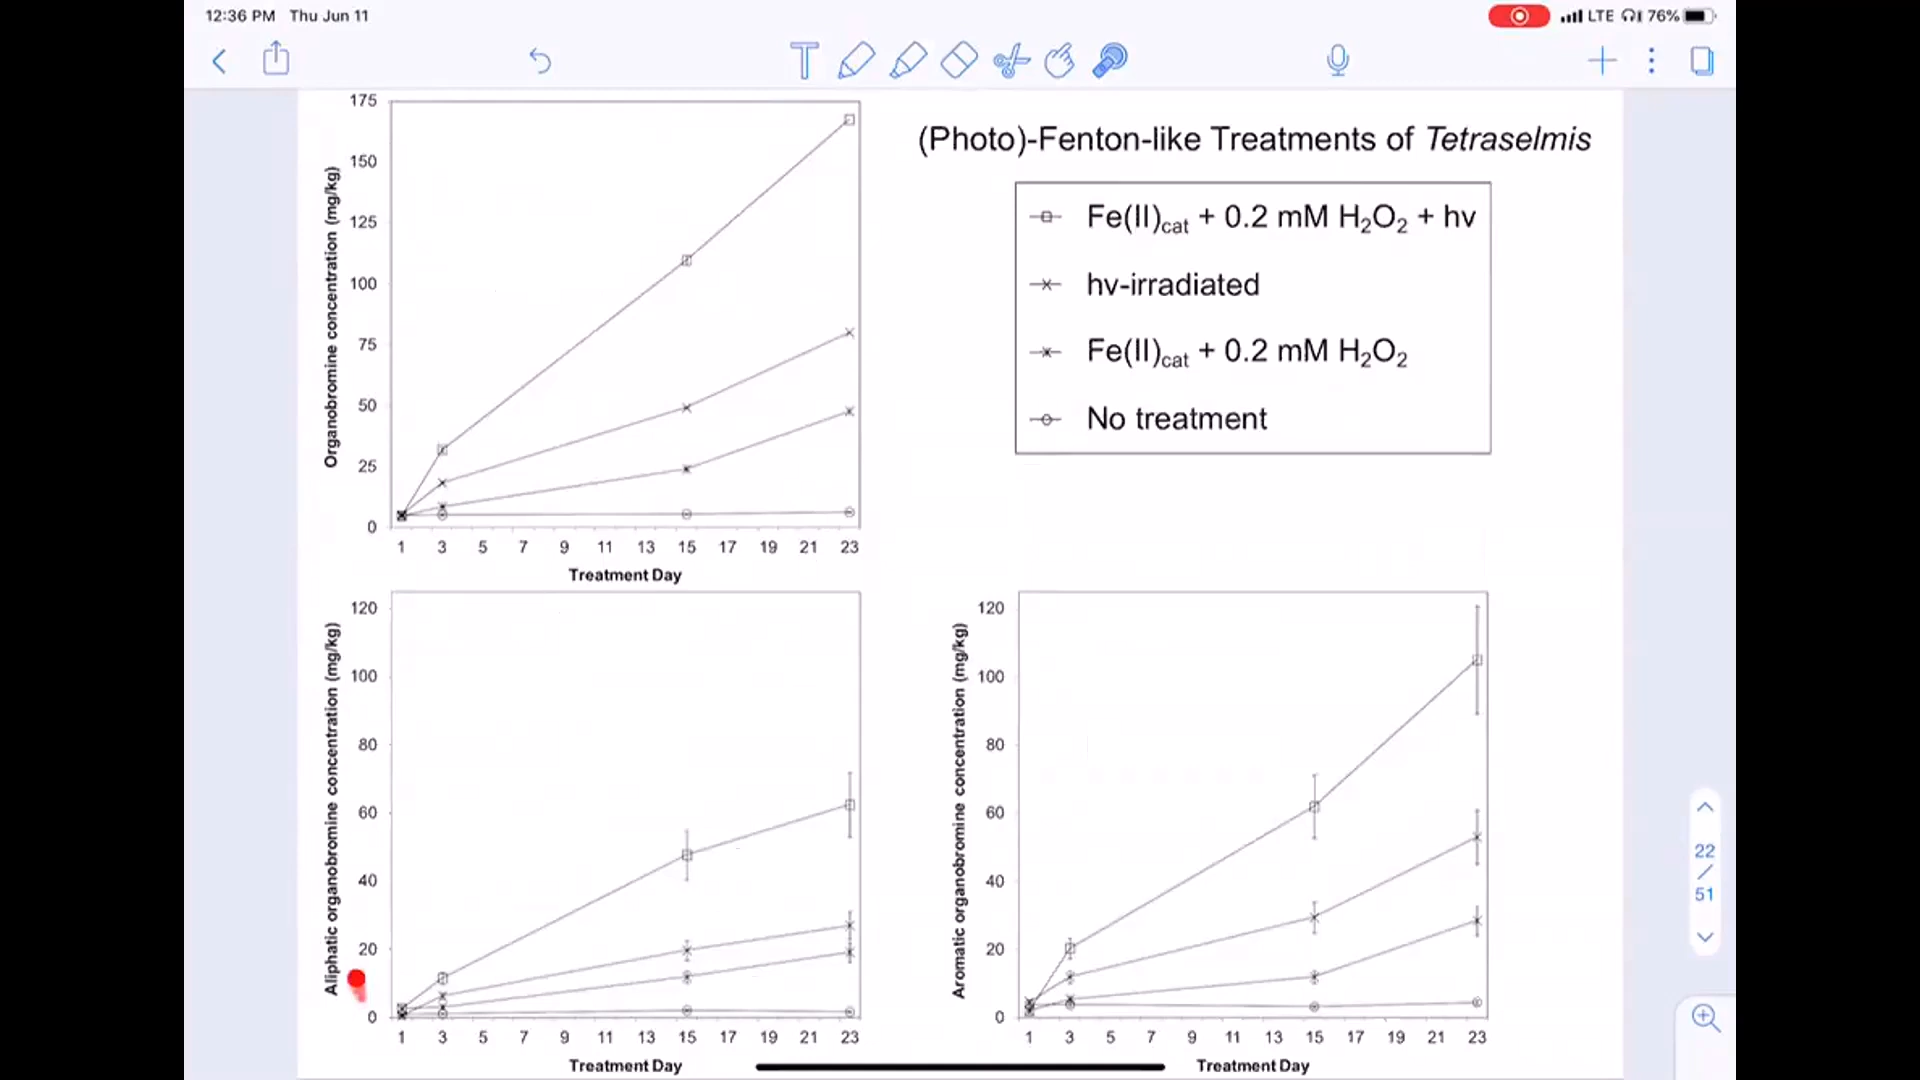 12:36 PM Thu Jun 11
LTE 76%
T
175
150
125
100
75
50
25
0
Organobromine concentration (mg/kg)
1 3 5 7 9 11 13 15 17 19 21 23
Treatment Day
(Photo)-Fenton-like Treatments of Tetraselmis
Fe(II)cat + 0.2 mM H2O2 + hv
hv-irradiated
Fe(II)cat + 0.2 mM H2O2
No treatment
120
100
80
60
40
20
0
Aliphatic organobromine concentration (mg/kg)
1 3 5 7 9 11 13 15 17 19 21 23
Treatment Day
120
100
80
60
40
20
0
Aromatic organobromine concentration (mg/kg)
1 3 5 7 9 11 13 15 17 19 21 23
Treatment Day
22
/
51